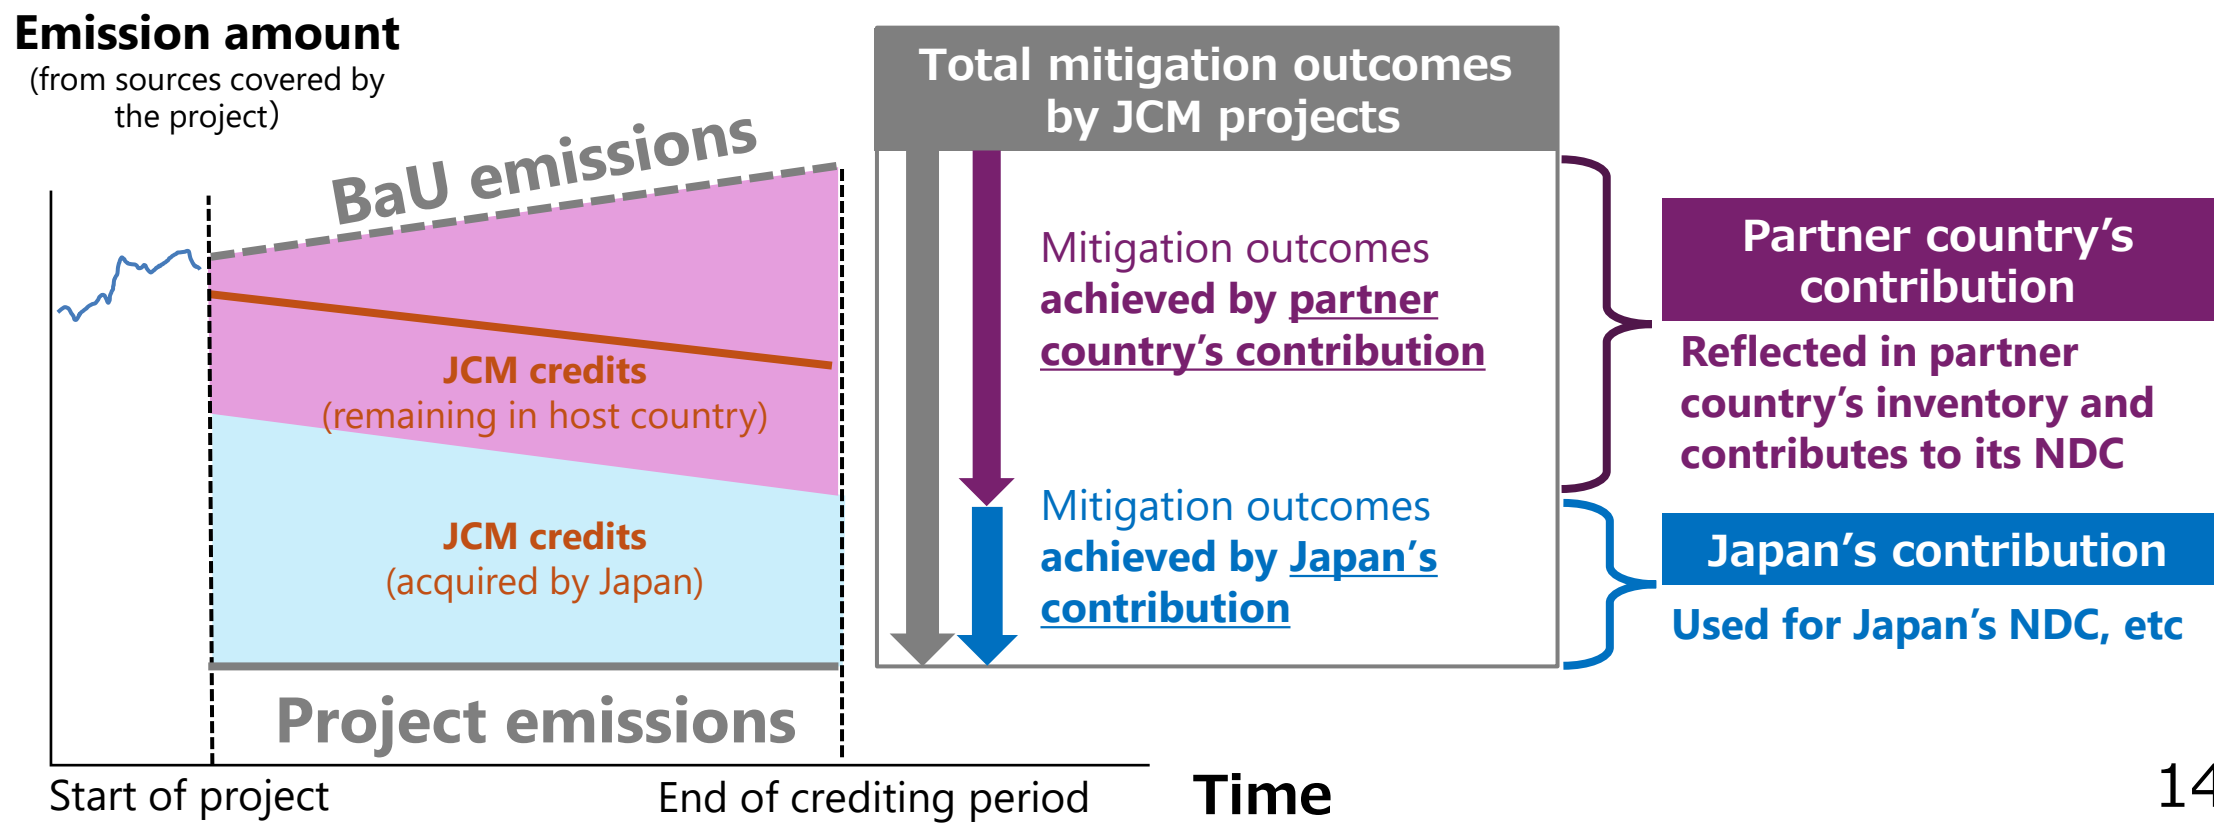 Emission amount
(from sources covered by
the project)
BaU emissions
JCM credits
(remaining in host country)
JCM credits
(acquired by Japan)
Project emissions
Start of project
End of crediting period
Time
Total mitigation outcomes
by JCM projects
Mitigation outcomes
achieved by partner
country's contribution
Mitigation outcomes
achieved by Japan's
contribution
Partner country's
contribution
Reflected in partner
country's inventory and
contributes to its NDC
Japan's contribution
Used for Japan's NDC, etc
14